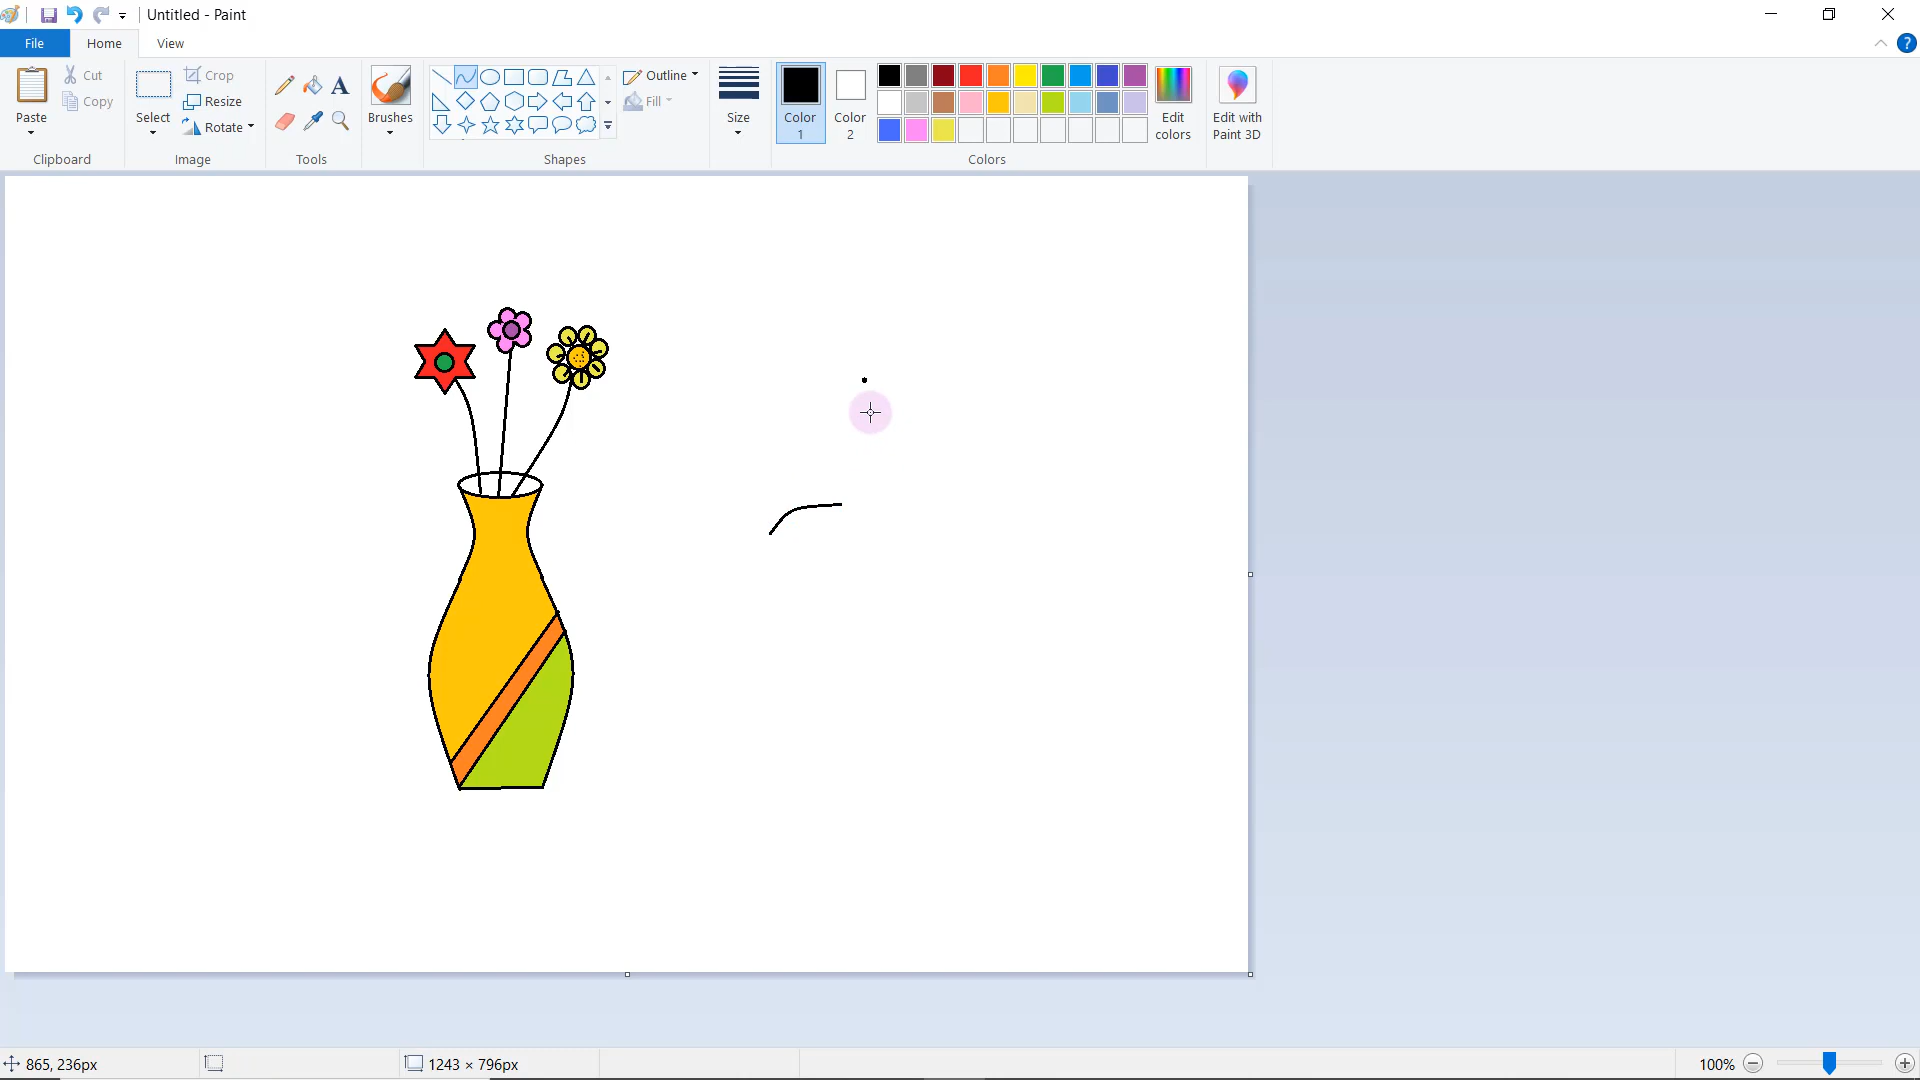 Untitled - Paint
File Home View
Paste Cut Copy
Select Crop Resize Rotate
Brushes
Outline
Fill
Size
Color 1
Color 2
Edit colors
Edit with Paint 3D
Clipboard Image Tools Shapes Colors
865, 236px
1243 × 796px
100%